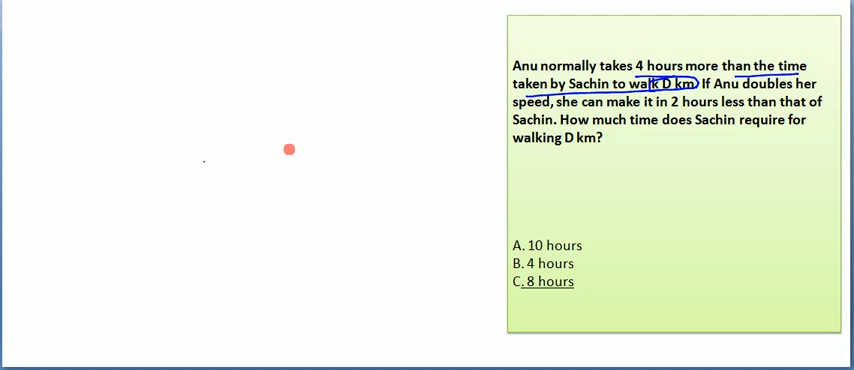 Anu normally takes 4 hours more than the time
taken by Sachin to walk D km. If Anu doubles her
speed, she can make it in 2 hours less than that of
Sachin. How much time does Sachin require for
walking D km?
A. 10 hours
B. 4 hours
C. 8 hours